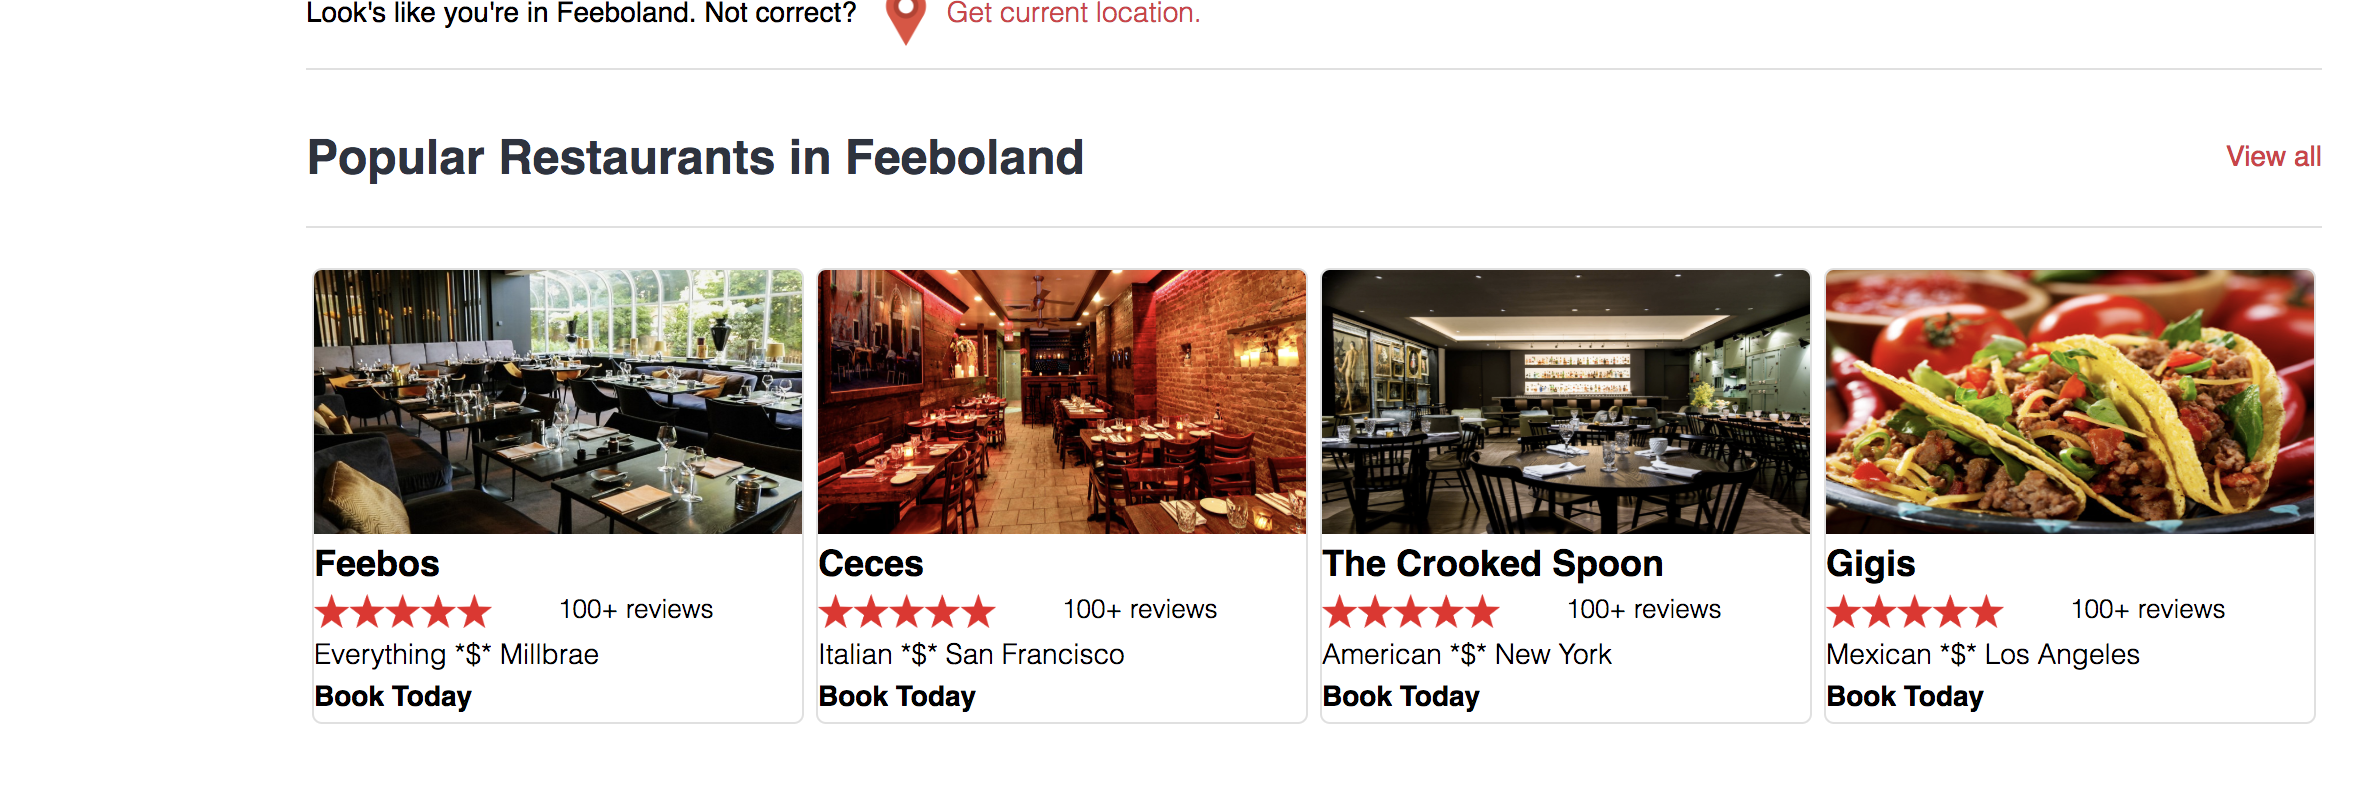 Look's like you're in Feeboland. Not correct? Get current location.
Popular Restaurants in Feeboland
View all
Feebos
100+ reviews
Everything *$* Millbrae
Book Today
Ceces
100+ reviews
Italian *$* San Francisco
Book Today
The Crooked Spoon
100+ reviews
American *$* New York
Book Today
Gigis
100+ reviews
Mexican *$* Los Angeles
Book Today